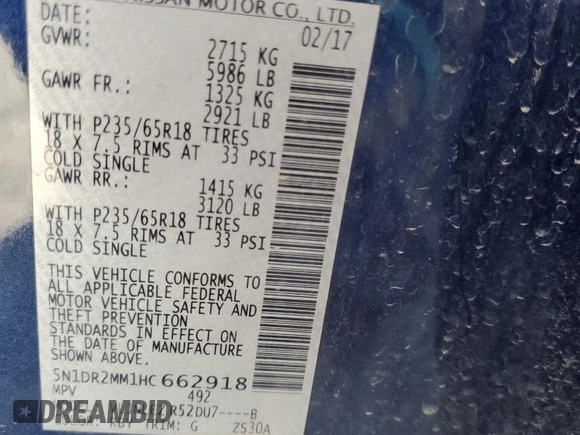 NISSAN MOTOR CO., LTD.
DATE: 02/17
GVWR: 2715 KG
5986 LB
GAWR FR.: 1325 KG
2921 LB
WITH P235/65R18 TIRES
18 X 7.5 RIMS AT 33 PSI
COLD SINGLE
GAWR RR.: 1415 KG
3120 LB
WITH P235/65R18 TIRES
18 X 7.5 RIMS AT 33 PSI
COLD SINGLE
THIS VEHICLE CONFORMS TO
ALL APPLICABLE FEDERAL
MOTOR VEHICLE SAFETY AND
THEFT PREVENTION
STANDARDS IN EFFECT ON
THE DATE OF MANUFACTURE
SHOWN ABOVE.
5N1DR2MM1HC662918
MPV 492
DREAMBID.COM
TRIM: G ZS30A